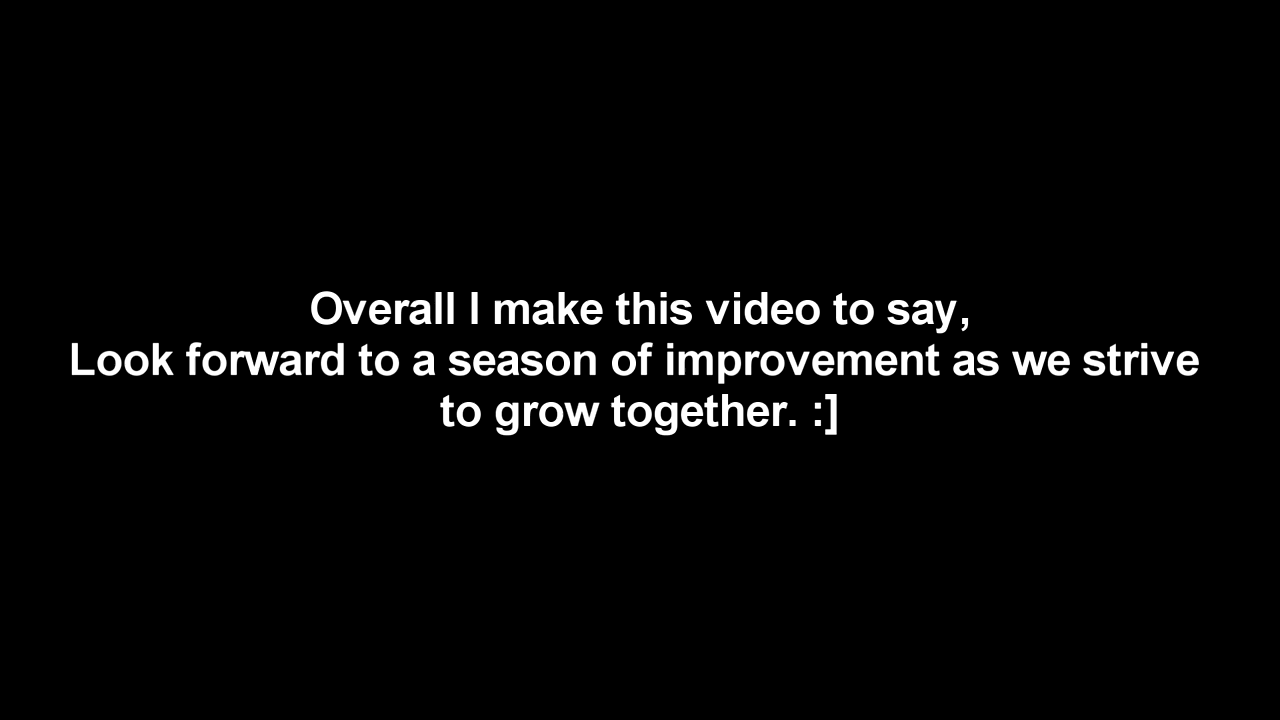 Overall I make this video to say,
Look forward to a season of improvement as we strive
to grow together. :]